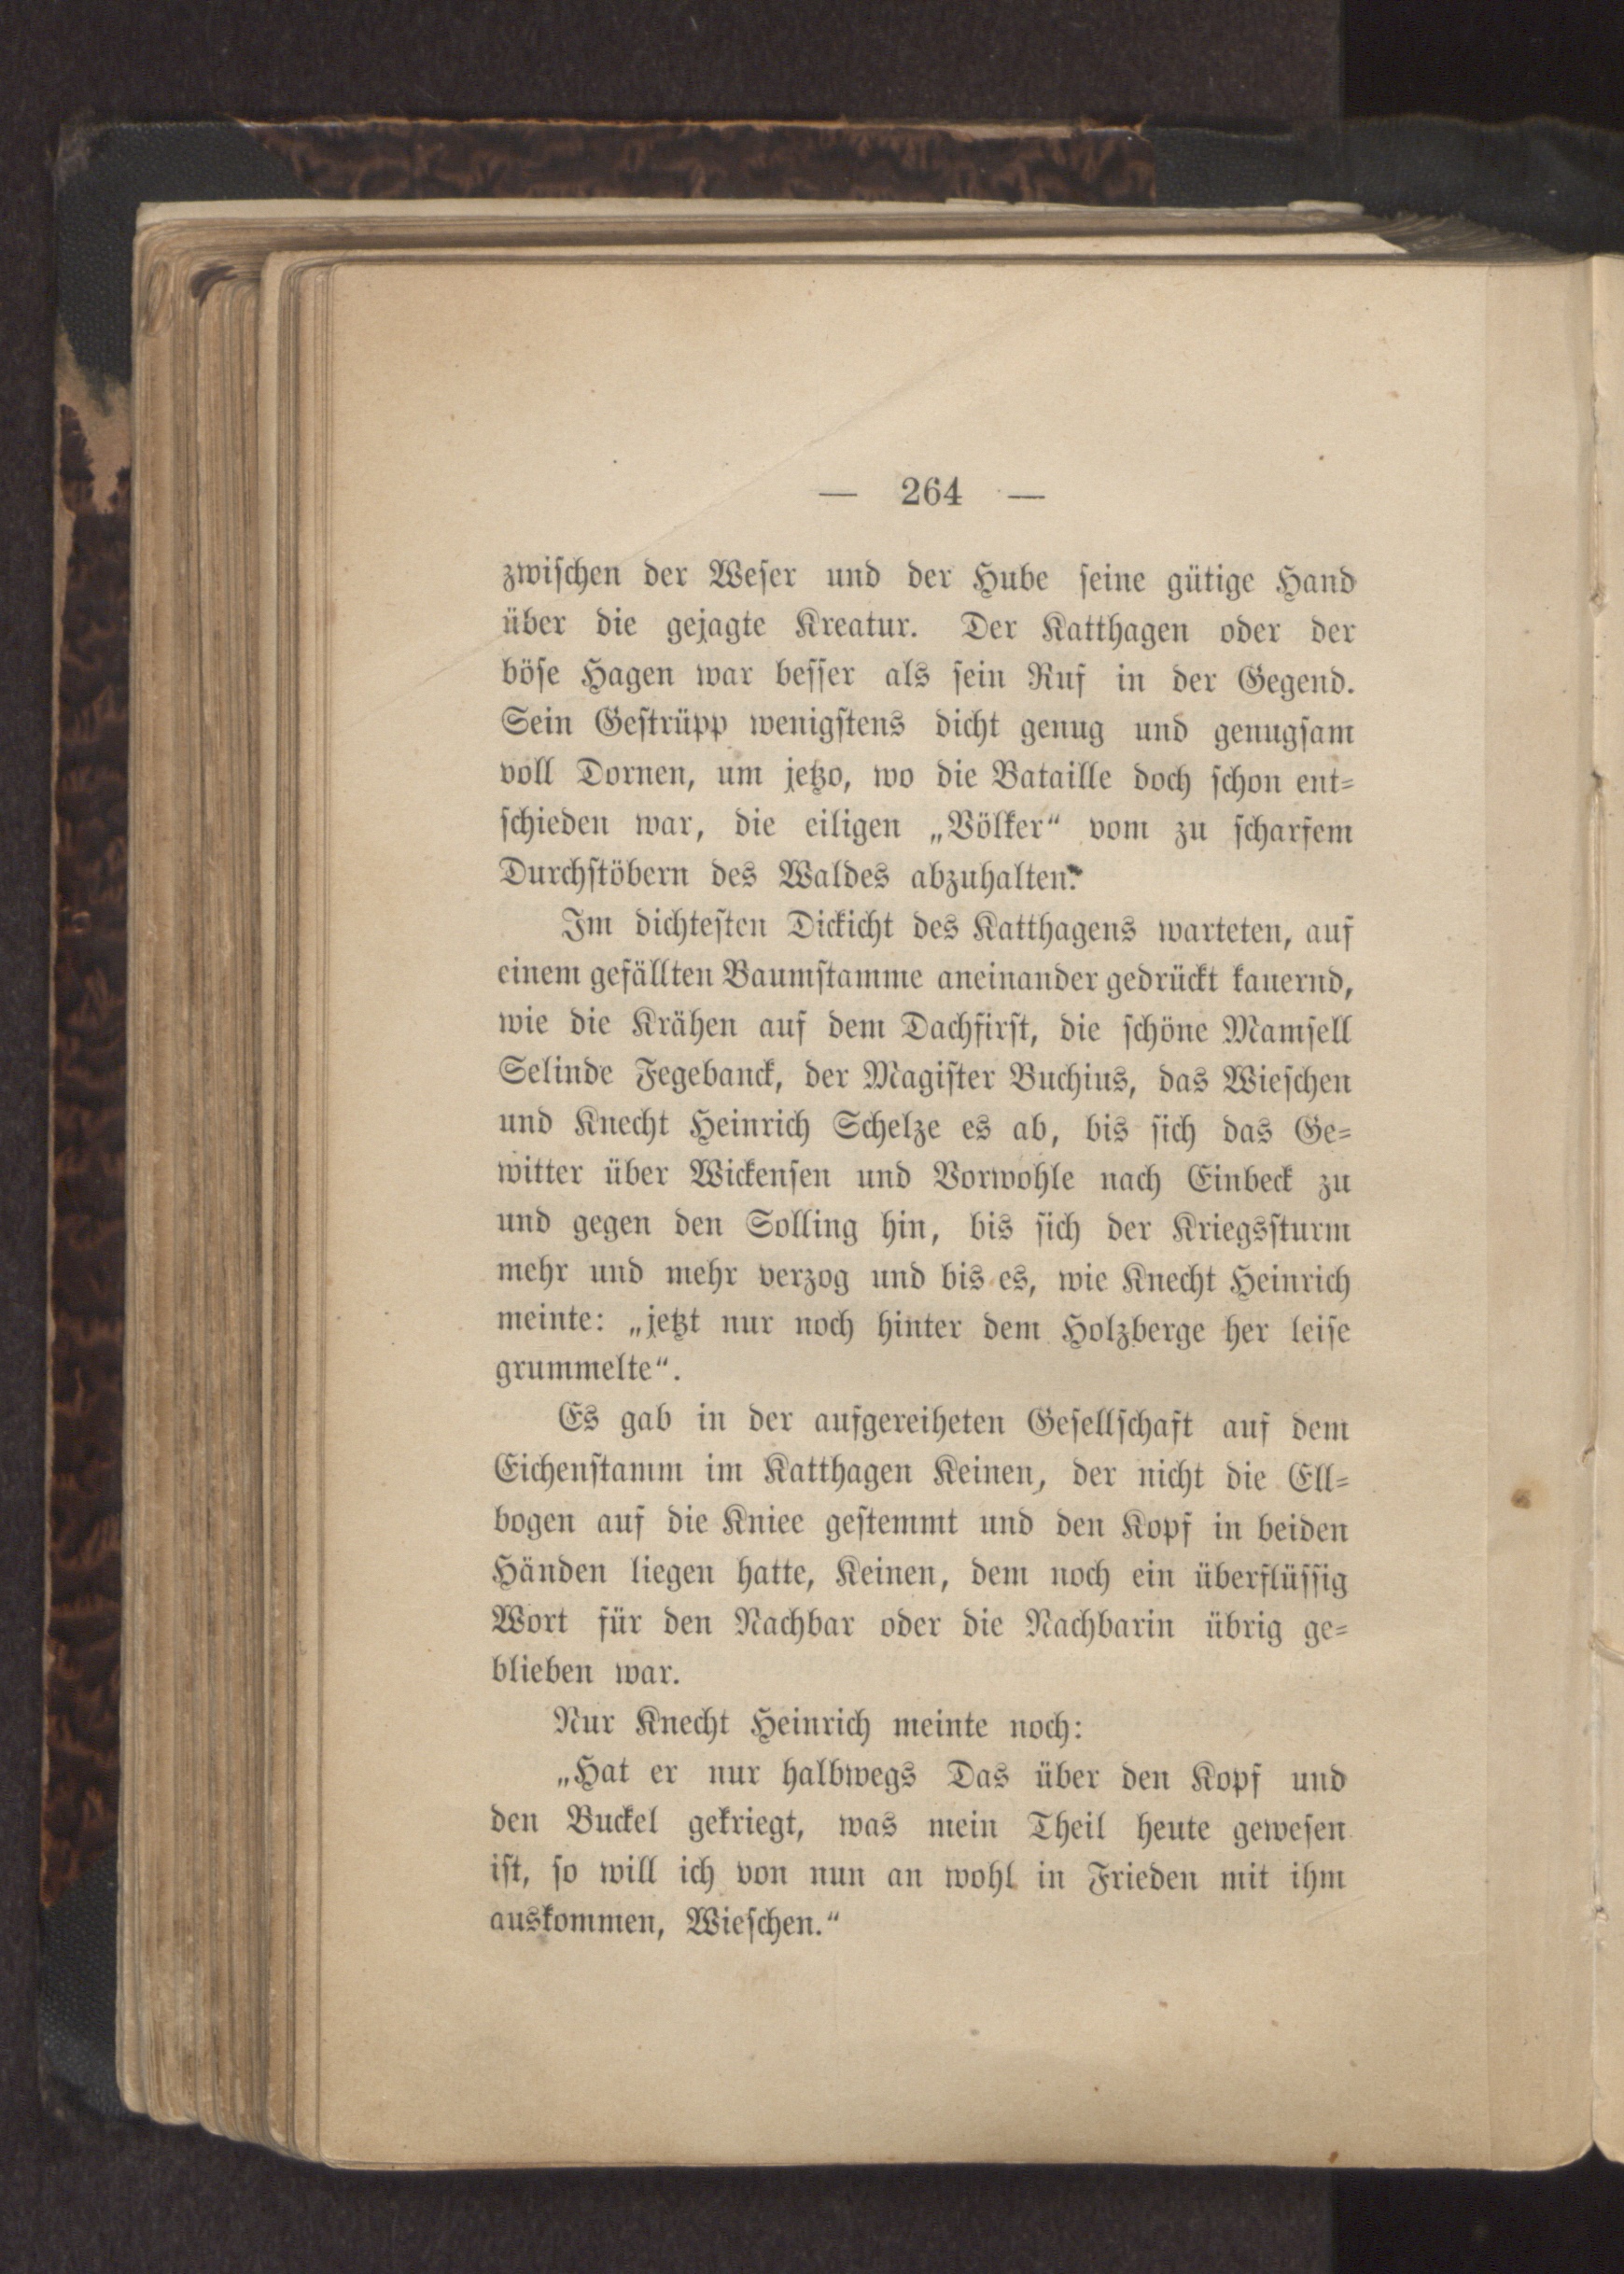 — 264 —
zwischen der Weser und der Hube seine gütige Hand
über die gejagte Kreatur. Der Katthagen oder der
böse Hagen war besser als sein Ruf in der Gegend.
Sein Gestrüpp wenigstens dicht genug und genugsam
voll Dornen, um jetzo, wo die Bataille doch schon ent-
schieden war, die eiligen „Völker“ vom zu scharfem
Durchstöbern des Waldes abzuhalten.
Im dichtesten Dickicht des Katthagens warteten, auf
einem gefällten Baumstamme aneinander gedrückt kauernd,
wie die Krähen auf dem Dachfirst, die schöne Mamsell
Selinde Fegebanck, der Magister Buchius, das Wieschen
und Knecht Heinrich Schelze es ab, bis sich das Ge-
witter über Wickensen und Vorwohle nach Einbeck zu
und gegen den Solling hin, bis sich der Kriegssturm
mehr und mehr verzog und bis es, wie Knecht Heinrich
meinte: „jetzt nur noch hinter dem Holzberge her leise
grummelte“.
Es gab in der aufgereiheten Gesellschaft auf dem
Eichenstamm im Katthagen Keinen, der nicht die Ell-
bogen auf die Kniee gestemmt und den Kopf in beiden
Händen liegen hatte, Keinen, dem noch ein überflüssig
Wort für den Nachbar oder die Nachbarin übrig ge-
blieben war.
Nur Knecht Heinrich meinte noch:
„Hat er nur halbwegs Das über den Kopf und
den Buckel gekriegt, was mein Theil heute gewesen
ist, so will ich von nun an wohl in Frieden mit ihm
auskommen, Wieschen.“